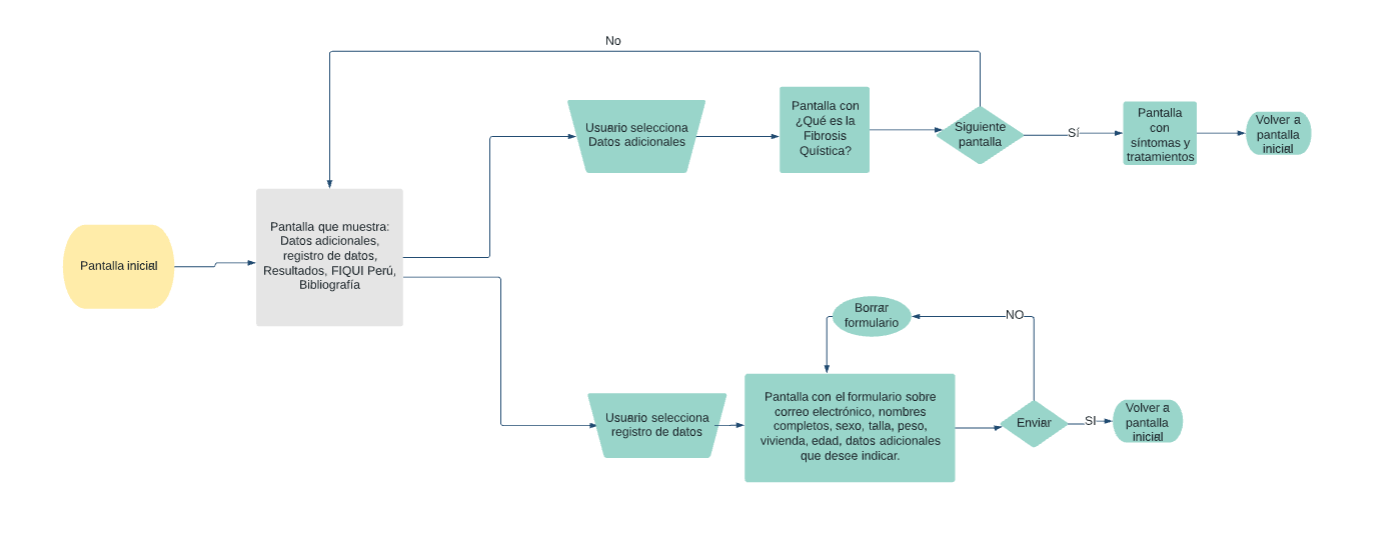 No
Usuario selecciona
Datos adicionales
Pantalla con
¿Qué es la
Fibrosis
Quística?
Siguiente
pantalla
Sí
Pantalla
con
síntomas y
tratamientos
Volver a
pantalla
inicial
Pantalla inicial
Pantalla que muestra:
Datos adicionales,
registro de datos,
Resultados, FIQUI Perú,
Bibliografía
Borrar
formulario
NO
Usuario selecciona
registro de datos
Pantalla con el formulario sobre
correo electrónico, nombres
completos, sexo, talla, peso,
vivienda, edad, datos adicionales
que desee indicar.
Enviar
SI
Volver a
pantalla
inicial